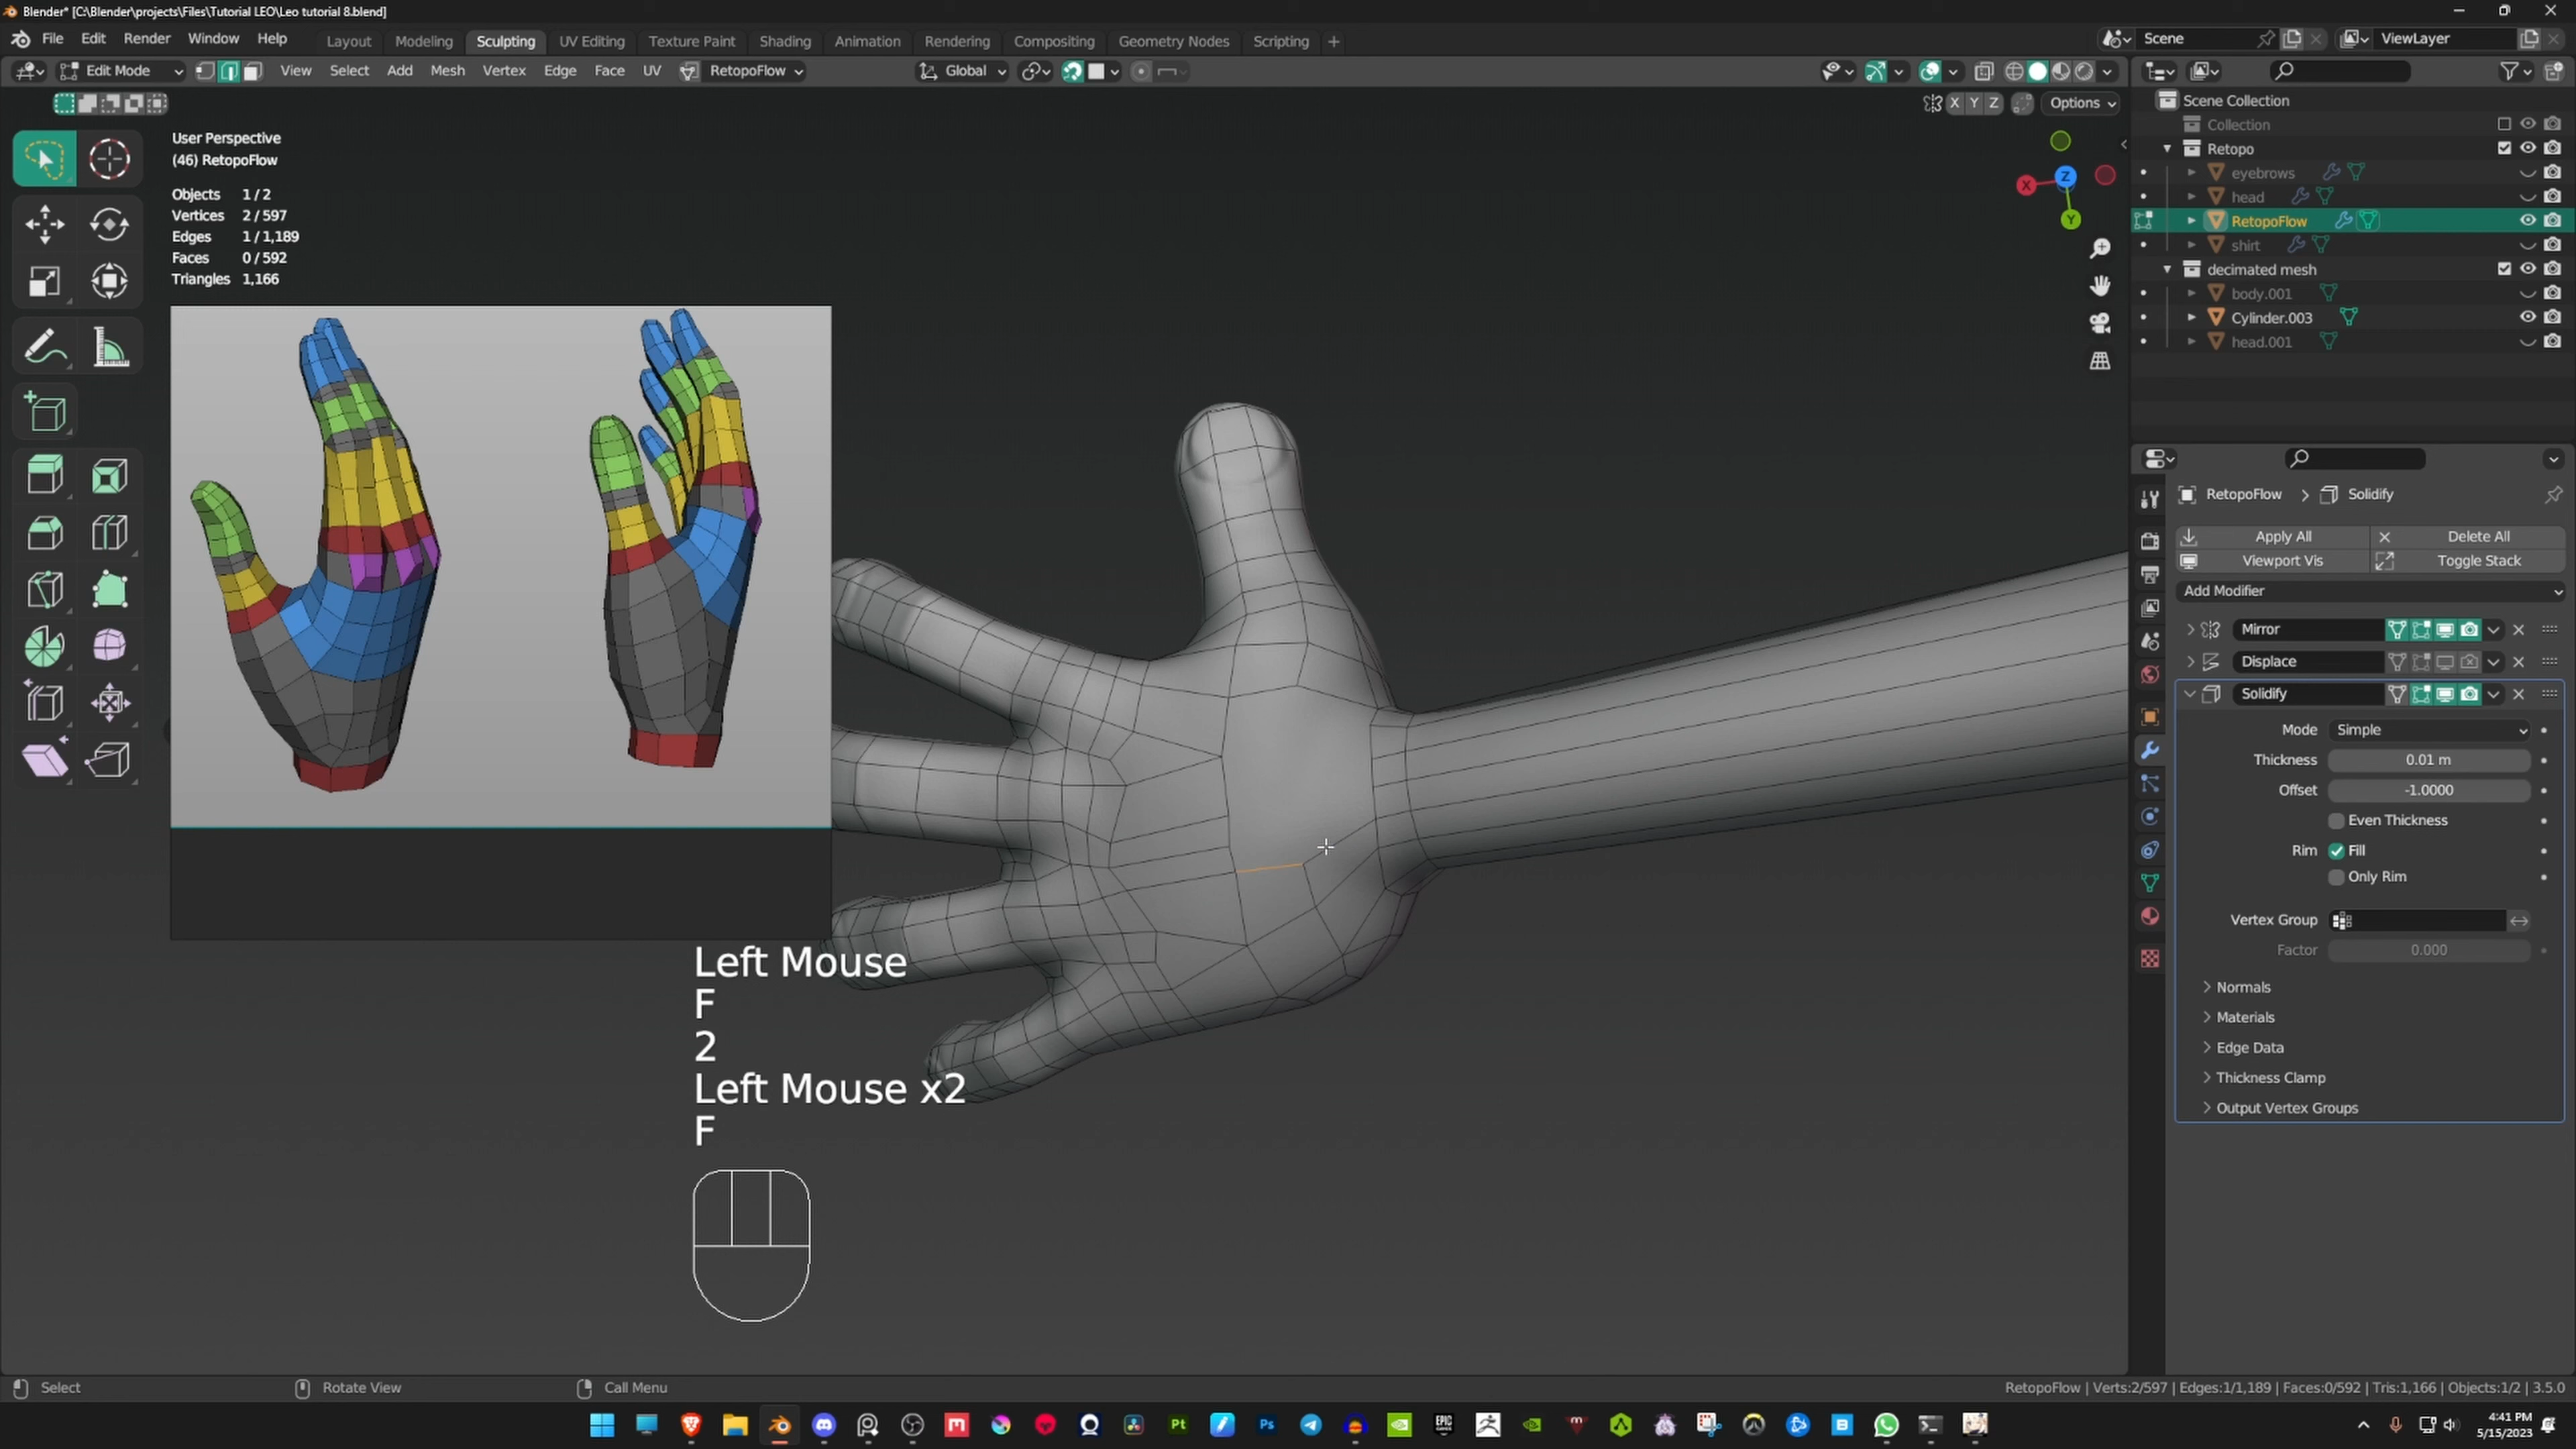 Blender* [C:\Blender\projects\Files\Tutorial LEO\Leo tutorial 8.blend]
File Edit Render Window Help Layout Modeling Sculpting UV Editing Texture Paint Shading Animation Rendering Compositing Geometry Nodes Scripting Scene ViewLayer
Edit Mode View Select Add Mesh Vertex Edge Face UV RetopoFlow Global
X Y Z Options
User Perspective
(46) RetopoFlow
Objects 1 / 2
Vertices 2 / 597
Edges 1 / 1,189
Faces 0 / 592
Triangles 1,166
X
Z
Y
Left Mouse
F
2
Left Mouse x2
F
Scene Collection
Collection
Retopo
eyebrows
head
RetopoFlow
shirt
decimated mesh
body.001
Cylinder.003
head.001
RetopoFlow > Solidify
Apply All Delete All
Viewport Vis Toggle Stack
Add Modifier
Mirror
Displace
Solidify
Mode Simple
Thickness 0.01 m
Offset -1.0000
Even Thickness
Rim Fill
Only Rim
Vertex Group
Factor 0.000
Normals
Materials
Edge Data
Thickness Clamp
Output Vertex Groups
Select Rotate View Call Menu RetopoFlow | Verts:2/597 | Edges:1/1,189 | Faces:0/592 | Tris:1,166 | Objects:1/2 | 3.5.0
Pt Ps EPIC GAMES
4:41 PM
5/15/2023